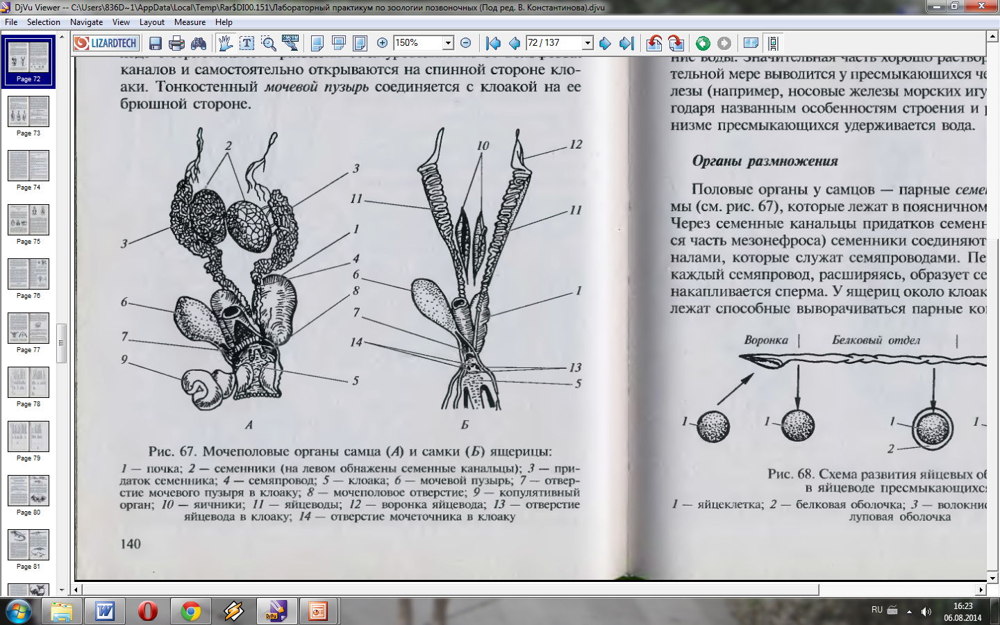 DjVu Viewer -- C:\Users\836D~1\AppData\Local\Temp\Rar$DI00.151\Лабораторный практикум по зоологии позвоночных (Под ред. В. Константинова).djvu
File Selection Navigate View Layout Measure Help
LIZARDTECH 150% 72 / 137
Page 72
Page 73
Page 74
Page 75
Page 76
Page 77
Page 78
Page 79
Page 80
Page 81
каналов и самостоятельно открываются на спинной стороне кло-
аки. Тонкостенный мочевой пузырь соединяется с клоакой на ее
брюшной стороне.
2 3 11 3 1 4 6 8 6 7 7 14 9 5
А
10 12 11 1 13 5
Б
Рис. 67. Мочеполовые органы самца (А) и самки (Б) ящерицы:
1 — почка; 2 — семенники (на левом обнажены семенные канальцы); 3 — при-
даток семенника; 4 — семяпровод; 5 — клоака; 6 — мочевой пузырь; 7 — отвер-
стие мочевого пузыря в клоаку; 8 — мочеполовое отверстие; 9 — копулятивный
орган; 10 — яичники; 11 — яйцеводы; 12 — воронка яйцевода; 13 — отверстие
яйцевода в клоаку; 14 — отверстие мочеточника в клоаку
140
ние воды. Значительная часть хорошо раствор
тельной мере выводится у пресмыкающихся че
лезы (например, носовые железы морских игу
годаря названным особенностям строения и
низме пресмыкающихся удерживается вода.
Органы размножения
Половые органы у самцов — парные семен
мы (см. рис. 67), которые лежат в поясничном
Через семенные канальцы придатков семенн
ся часть мезонефроса) семенники соединяют
налами, которые служат семяпроводами. Пе
каждый семяпровод, расширяясь, образует се
накапливается сперма. У ящериц около клоак
лежат способные выворачиваться парные ко
Воронка Белковый отдел
1 1 1 1
2
Рис. 68. Схема развития яйцевых об
в яйцеводе пресмыкающихс
1 — яйцеклетка; 2 — белковая оболочка; 3 — волокни
луповая оболочка
RU 16:23
06.08.2014